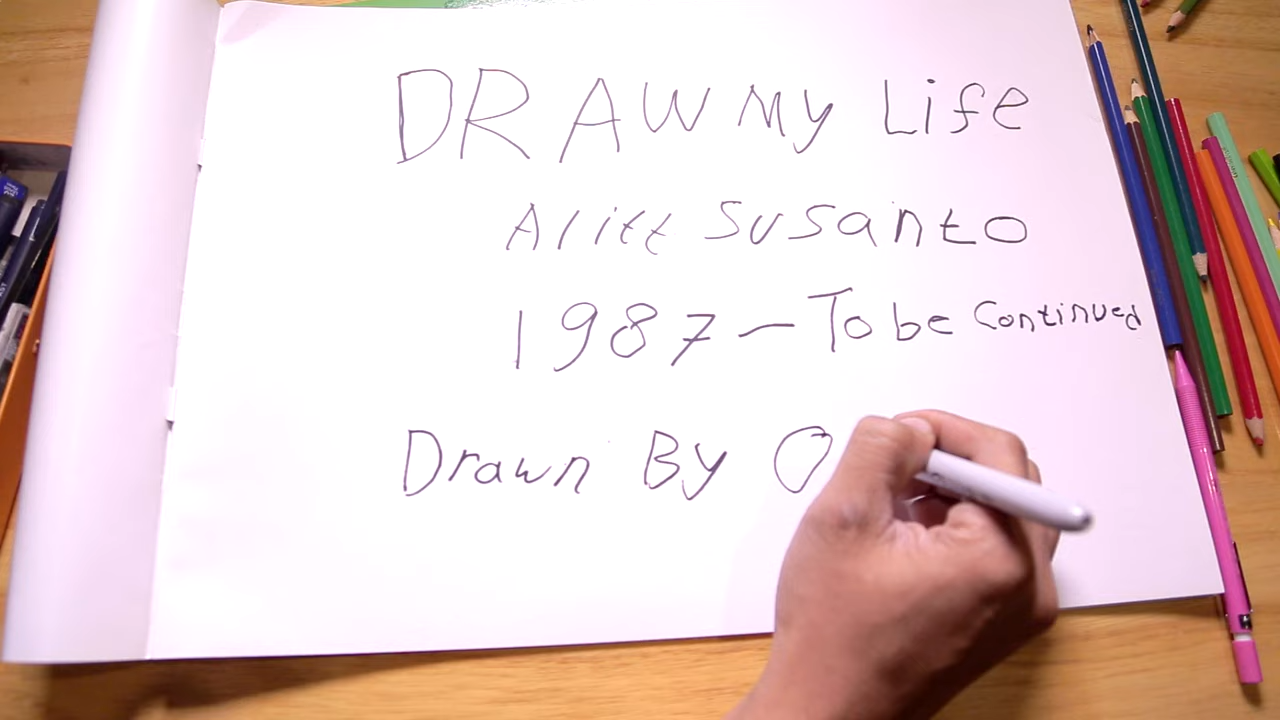 DRAW My Life
Alitt Susanto
1987 – To be Continued
Drawn By O